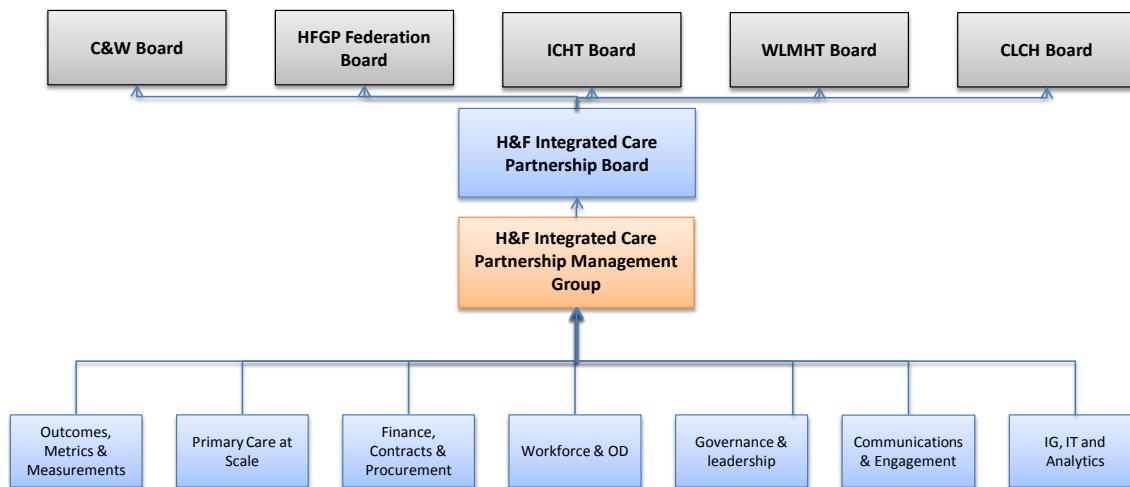 C&W Board
HFGP Federation
Board
ICHT Board
WLMHT Board
CLCH Board
H&F Integrated Care
Partnership Board
H&F Integrated Care
Partnership Management
Group
Outcomes,
Metrics &
Measurements
Primary Care at
Scale
Finance,
Contracts &
Procurement
Workforce & OD
Governance &
leadership
Communications
& Engagement
IG, IT and
Analytics